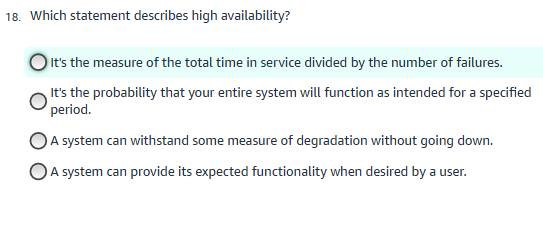 18. Which statement describes high availability?
It's the measure of the total time in service divided by the number of failures.
It's the probability that your entire system will function as intended for a specified
period.
A system can withstand some measure of degradation without going down.
A system can provide its expected functionality when desired by a user.